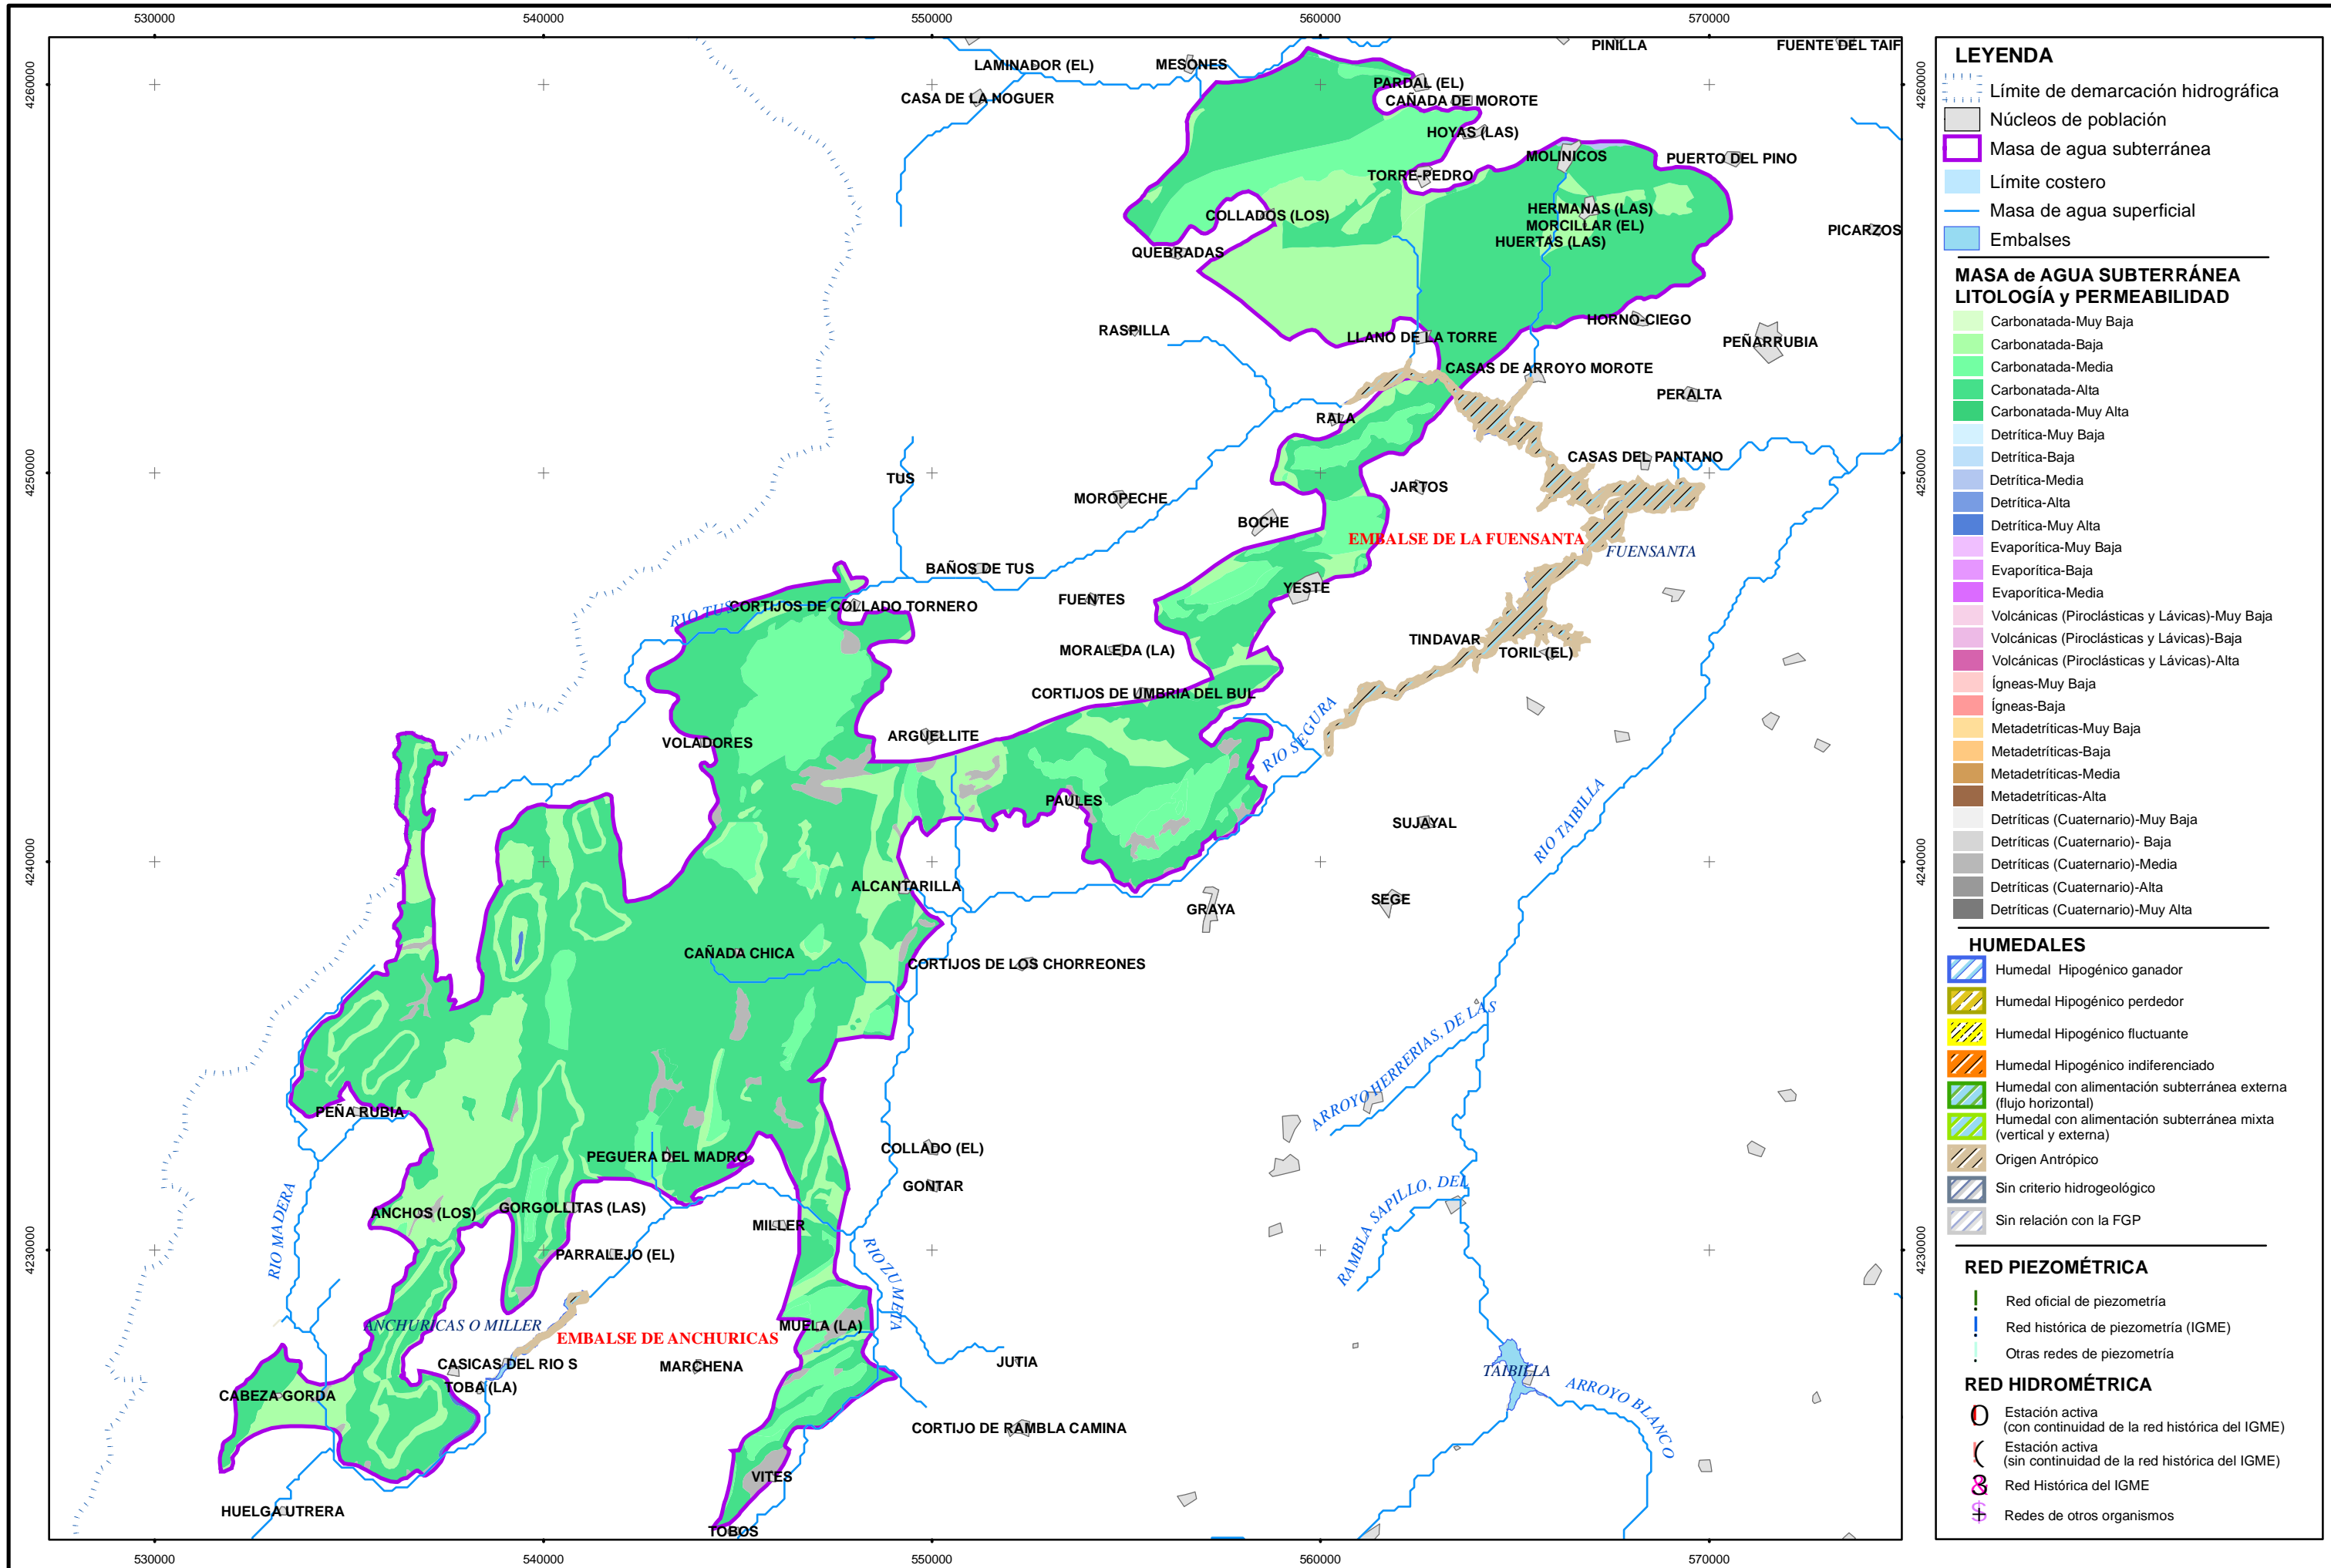 530000
540000
550000
560000
570000
4260000
4250000
4240000
4230000
4260000
4250000
4240000
4230000
PINILLA
FUENTE DEL TAIF
LAMINADOR (EL)
MESONES
PARDAL (EL)
CASA DE LA NOGUER
CAÑADA DE MOROTE
HOYAS (LAS)
MOLINICOS
PUERTO DEL PINO
TORRE-PEDRO
COLLADOS (LOS)
HERMANAS (LAS)
MORCILLAR (EL)
HUERTAS (LAS)
PICARZOS
QUEBRADAS
RASPILLA
LLANO DE LA TORRE
HORNO-CIEGO
PEÑARRUBIA
CASAS DE ARROYO MOROTE
PERALTA
RALA
CASAS DEL PANTANO
TUS
MOROPECHE
JARTOS
BOCHE
EMBALSE DE LA FUENSANTA
FUENSANTA
BAÑOS DE TUS
YESTE
FUENTES
RIO TUS
CORTIJOS DE COLLADO TORNERO
TINDAVAR
MORALEDA (LA)
TORIL (EL)
CORTIJOS DE UMBRIA DEL BUL
RIO SEGURA
VOLADORES
ARGUELLITE
PAULES
SUJAYAL
RIO TAIBILLA
ALCANTARILLA
GRAYA
SEGE
CAÑADA CHICA
CORTIJOS DE LOS CHORREONES
ARROYO HERRERIAS, DE LAS
PEÑA RUBIA
COLLADO (EL)
PEGUERA DEL MADRO
GONTAR
RIO MADERA
ANCHOS (LOS)
GORGOLLITAS (LAS)
MILLER
RAMBLA SAPILLO, DEL
PARRALEJO (EL)
RIO ZUMETA
ANCHURICAS O MILLER
EMBALSE DE ANCHURICAS
MUELA (LA)
CASICAS DEL RIO S
MARCHENA
JUTIA
TAIBILLA
TOBA (LA)
CABEZA GORDA
ARROYO BLANCO
CORTIJO DE RAMBLA CAMINA
VITES
HUELGA UTRERA
TOBOS
530000
540000
550000
560000
570000
LEYENDA
Límite de demarcación hidrográfica
Núcleos de población
Masa de agua subterránea
Límite costero
Masa de agua superficial
Embalses
MASA de AGUA SUBTERRÁNEA
LITOLOGÍA y PERMEABILIDAD
Carbonatada-Muy Baja
Carbonatada-Baja
Carbonatada-Media
Carbonatada-Alta
Carbonatada-Muy Alta
Detrítica-Muy Baja
Detrítica-Baja
Detrítica-Media
Detrítica-Alta
Detrítica-Muy Alta
Evaporítica-Muy Baja
Evaporítica-Baja
Evaporítica-Media
Volcánicas (Piroclásticas y Lávicas)-Muy Baja
Volcánicas (Piroclásticas y Lávicas)-Baja
Volcánicas (Piroclásticas y Lávicas)-Alta
Ígneas-Muy Baja
Ígneas-Baja
Metadetríticas-Muy Baja
Metadetríticas-Baja
Metadetríticas-Media
Metadetríticas-Alta
Detríticas (Cuaternario)-Muy Baja
Detríticas (Cuaternario)- Baja
Detríticas (Cuaternario)-Media
Detríticas (Cuaternario)-Alta
Detríticas (Cuaternario)-Muy Alta
HUMEDALES
Humedal Hipogénico ganador
Humedal Hipogénico perdedor
Humedal Hipogénico fluctuante
Humedal Hipogénico indiferenciado
Humedal con alimentación subterránea externa
(flujo horizontal)
Humedal con alimentación subterránea mixta
(vertical y externa)
Origen Antrópico
Sin criterio hidrogeológico
Sin relación con la FGP
RED PIEZOMÉTRICA
! Red oficial de piezometría
! Red histórica de piezometría (IGME)
! Otras redes de piezometría
RED HIDROMÉTRICA
Estación activa
(con continuidad de la red histórica del IGME)
( Estación activa
(sin continuidad de la red histórica del IGME)
& Red Histórica del IGME
$ Redes de otros organismos